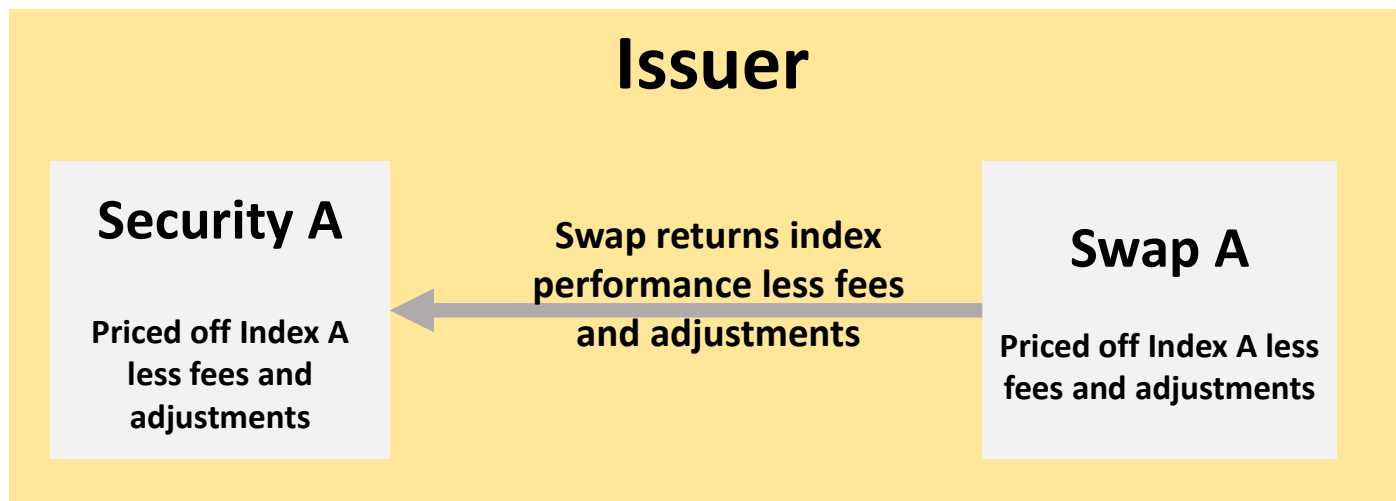 Issuer
Security A
Priced off Index A
less fees and
adjustments
Swap returns index
performance less fees
and adjustments
Swap A
Priced off Index A less
fees and adjustments